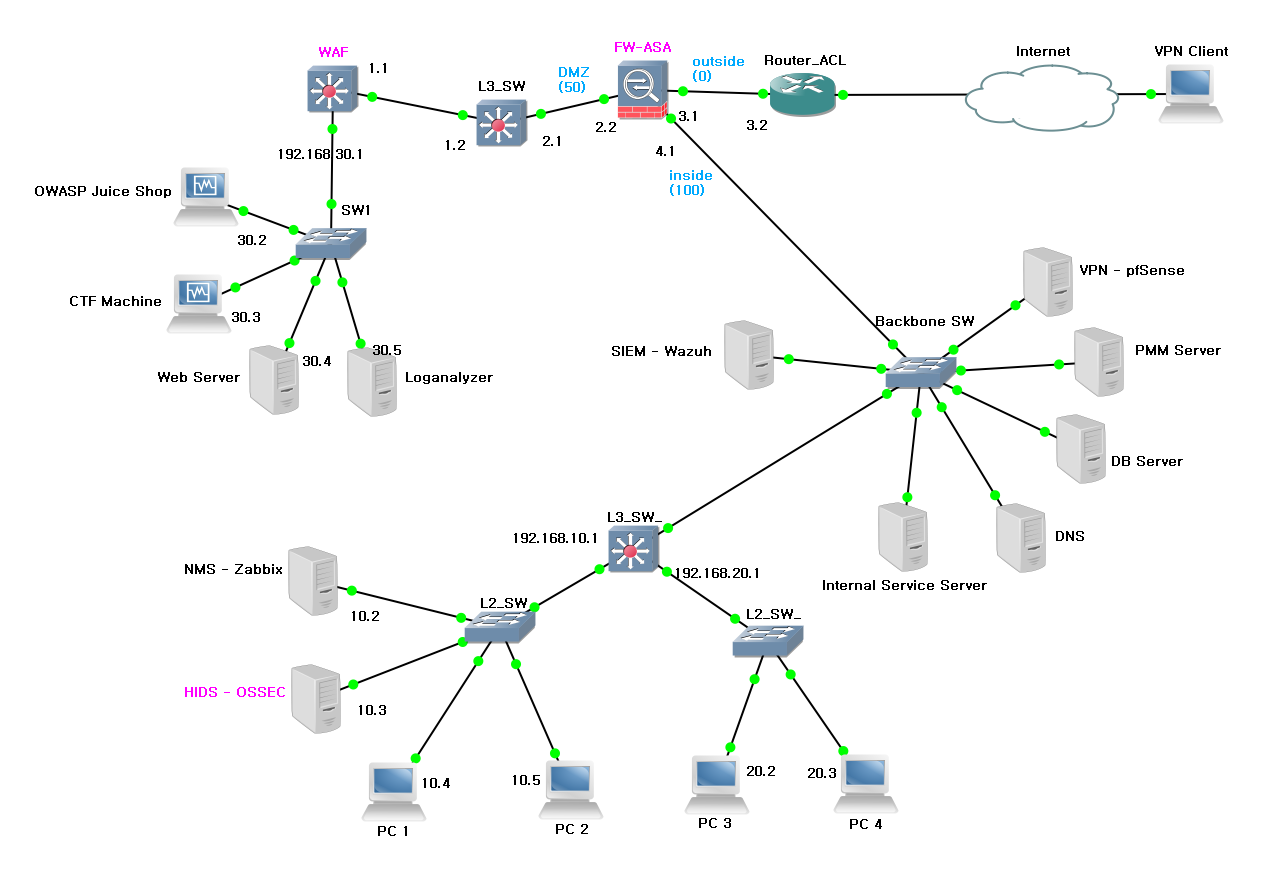 WAF
1.1
L3_SW
1.2
2.1
DMZ
(50)
2.2
FW-ASA
outside
(0)
3.1
4.1
inside
(100)
Router_ACL
3.2
Internet
VPN Client
192.168.30.1
OWASP Juice Shop
30.2
SW1
CTF Machine
30.3
Web Server
30.4
30.5
Loganalyzer
Backbone SW
VPN - pfSense
SIEM - Wazuh
PMM Server
DB Server
DNS
Internal Service Server
L3_SW_
192.168.10.1
192.168.20.1
NMS - Zabbix
10.2
L2_SW
L2_SW_
HIDS - OSSEC
10.3
10.4
PC 1
10.5
PC 2
20.2
PC 3
20.3
PC 4